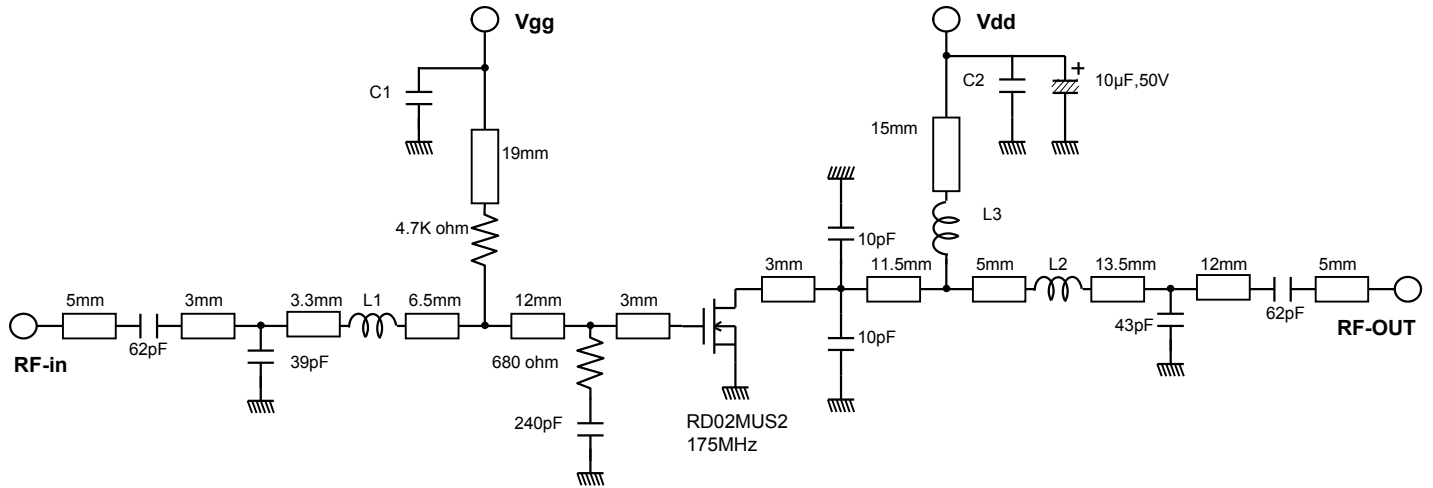 Vgg
Vdd
C1
C2
+
10µF,50V
19mm
15mm
4.7K ohm
L3
10pF
3mm
11.5mm
5mm
L2
13.5mm
12mm
5mm
5mm
3mm
3.3mm
L1
6.5mm
12mm
3mm
62pF
39pF
680 ohm
10pF
43pF
62pF
RF-in
RF-OUT
240pF
RD02MUS2
175MHz